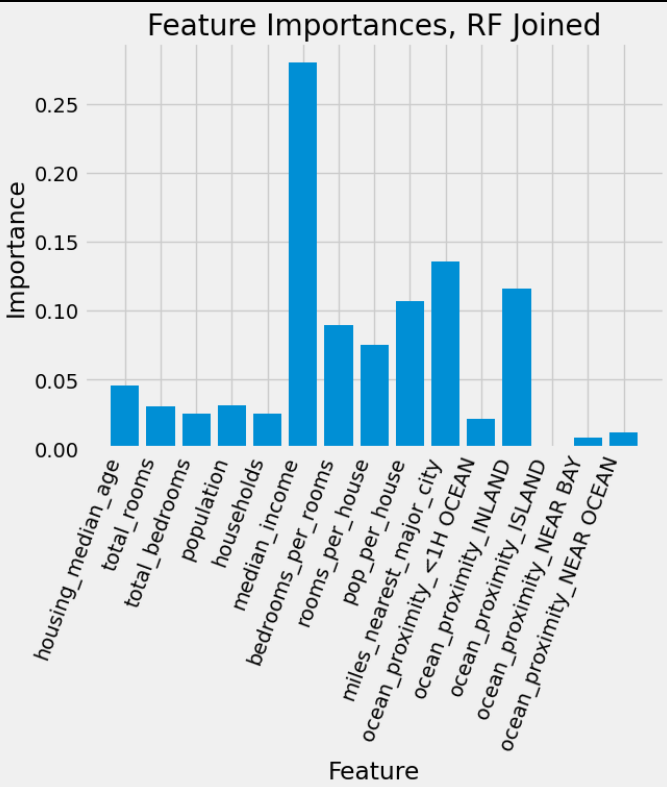 Feature Importances, RF Joined
Importance
0.25
0.20
0.15
0.10
0.05
0.00
housing_median_age
total_rooms
total_bedrooms
population
households
median_income
bedrooms_per_rooms
rooms_per_house
pop_per_house
miles_nearest_major_city
ocean_proximity_<1H OCEAN
ocean_proximity_INLAND
ocean_proximity_ISLAND
ocean_proximity_NEAR BAY
ocean_proximity_NEAR OCEAN
Feature